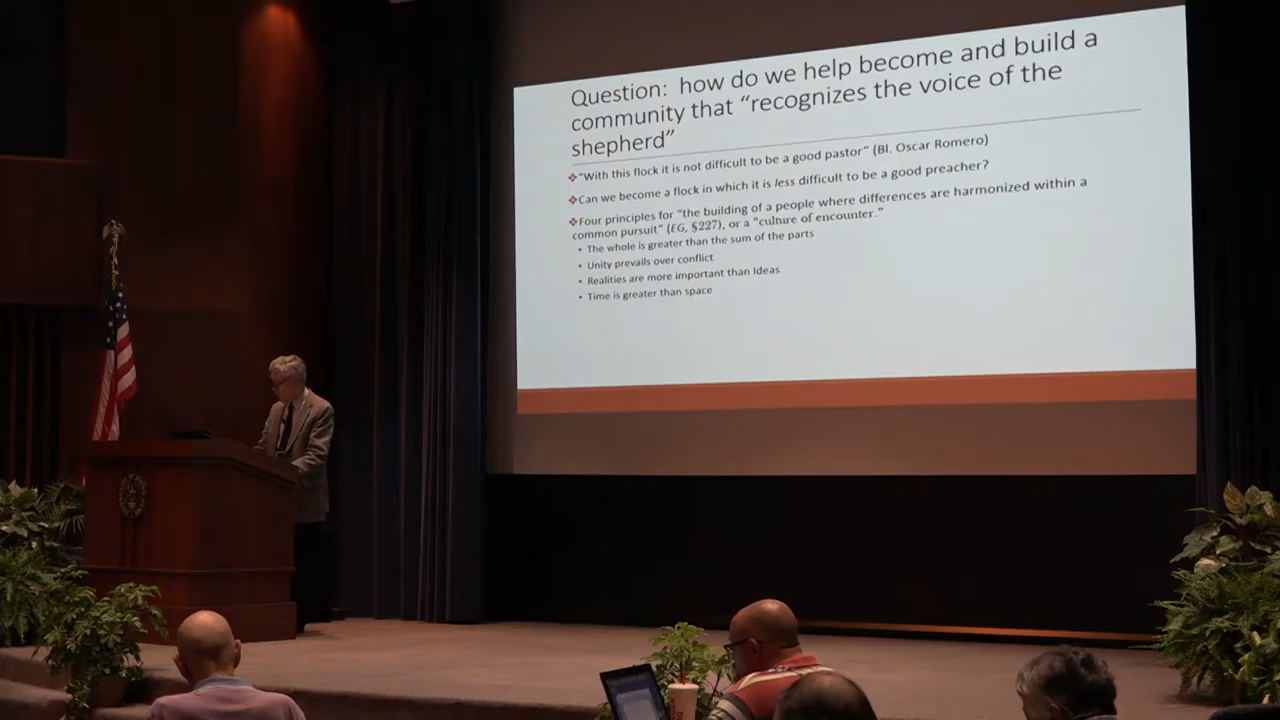 Question: how do we help become and build a
community that “recognizes the voice of the
shepherd”
“With this flock it is not difficult to be a good pastor” (Bl. Oscar Romero)
Can we become a flock in which it is less difficult to be a good preacher?
Four principles for “the building of a people where differences are harmonized within a
common pursuit” (EG, §227), or a “culture of encounter.”
• The whole is greater than the sum of the parts
• Unity prevails over conflict
• Realities are more important than Ideas
• Time is greater than space